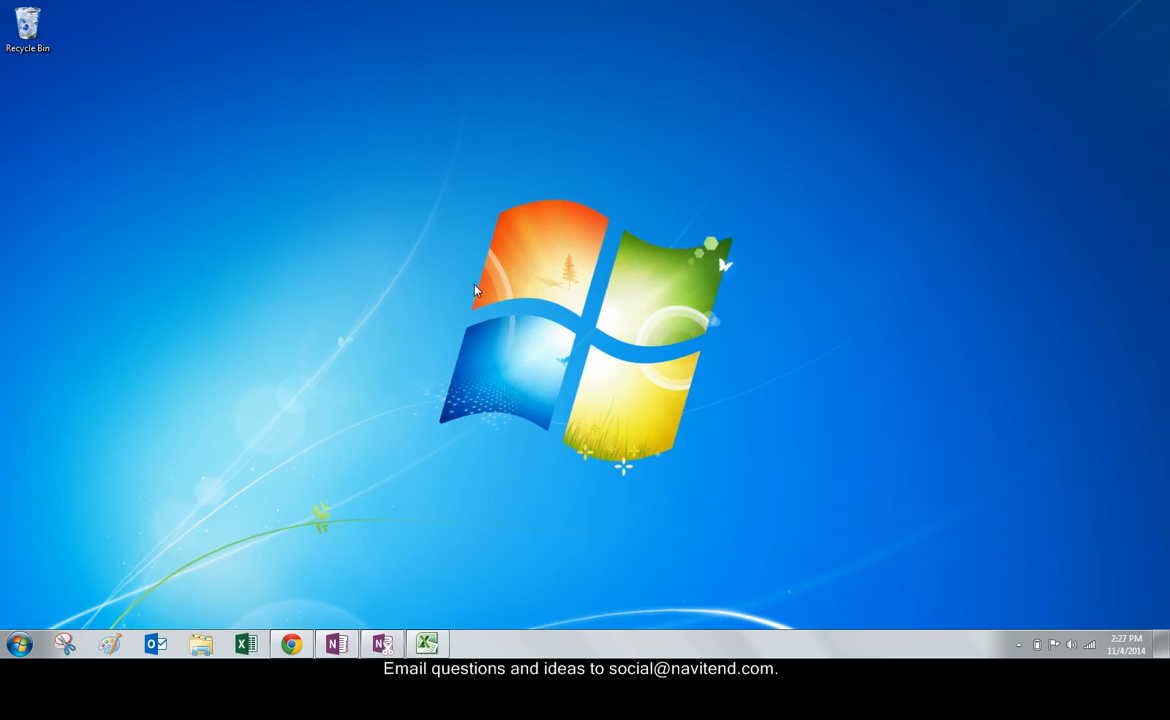 Recycle Bin
2:27 PM
11/4/2014
Email questions and ideas to social@navitend.com.